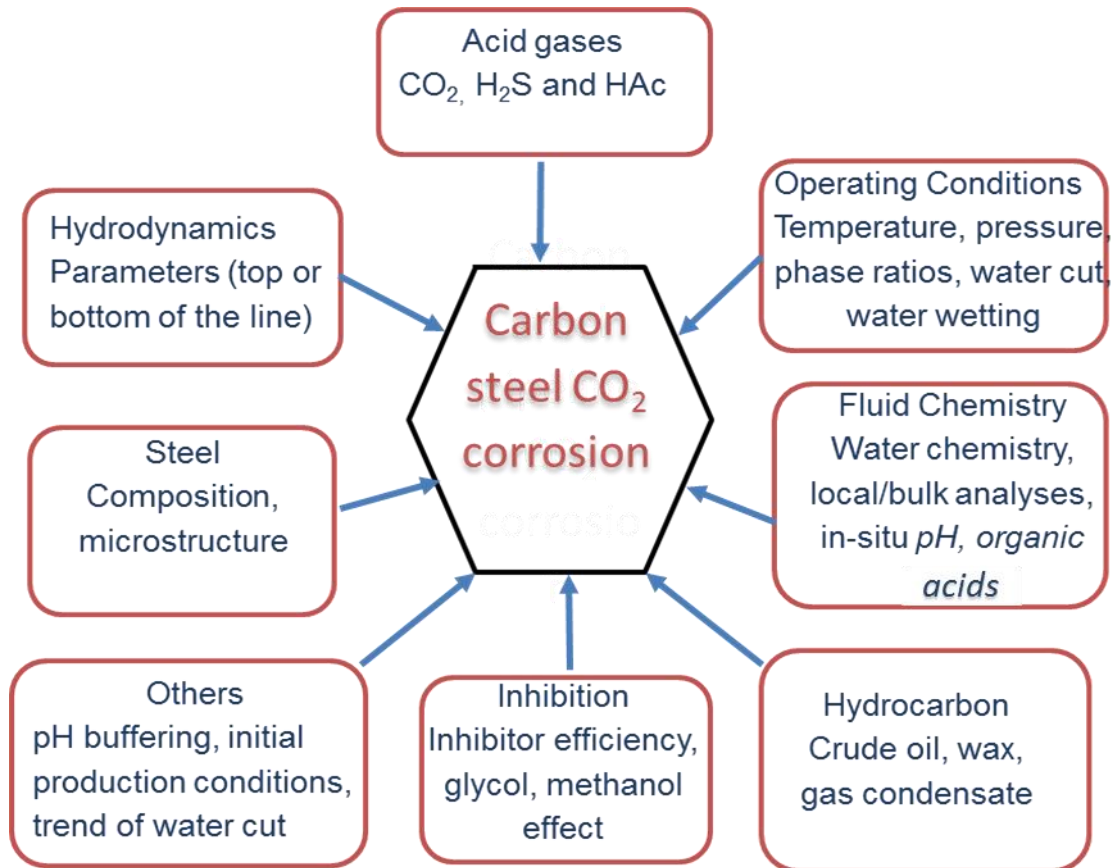 Acid gases
CO₂, H₂S and HAc
Hydrodynamics
Parameters (top or
bottom of the line)
Operating Conditions
Temperature, pressure,
phase ratios, water cut,
water wetting
Carbon
steel CO₂
corrosion
Steel
Composition,
microstructure
Fluid Chemistry
Water chemistry,
local/bulk analyses,
in-situ pH, organic
acids
Others
pH buffering, initial
production conditions,
trend of water cut
Inhibition
Inhibitor efficiency,
glycol, methanol
effect
Hydrocarbon
Crude oil, wax,
gas condensate